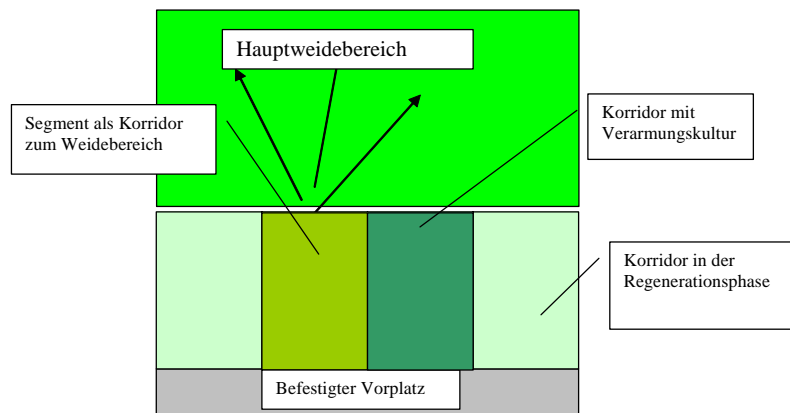 Hauptweidebereich
Segment als Korridor
zum Weidebereich
Korridor mit
Verarmungskultur
Korridor in der
Regenerationsphase
Befestigter Vorplatz